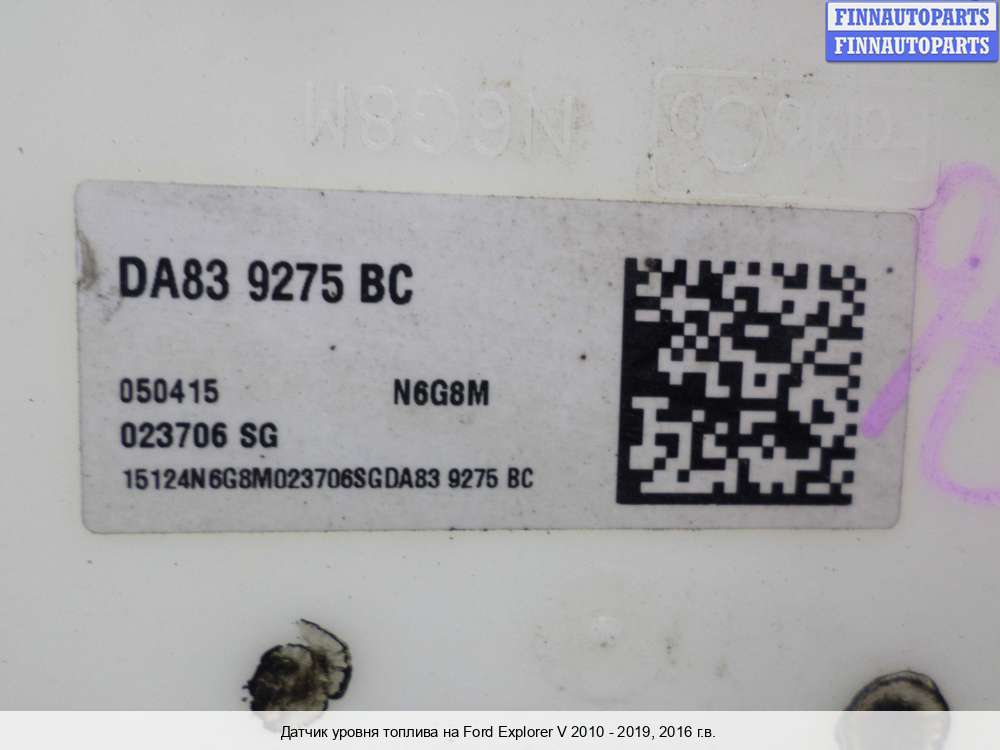 FINNAUTOPARTS
FINNAUTOPARTS
N6G8M
DA83 9275 BC
050415 N6G8M
023706 SG
15124N6G8M023706SGDA83 9275 BC
Датчик уровня топлива на Ford Explorer V 2010 - 2019, 2016 г.в.